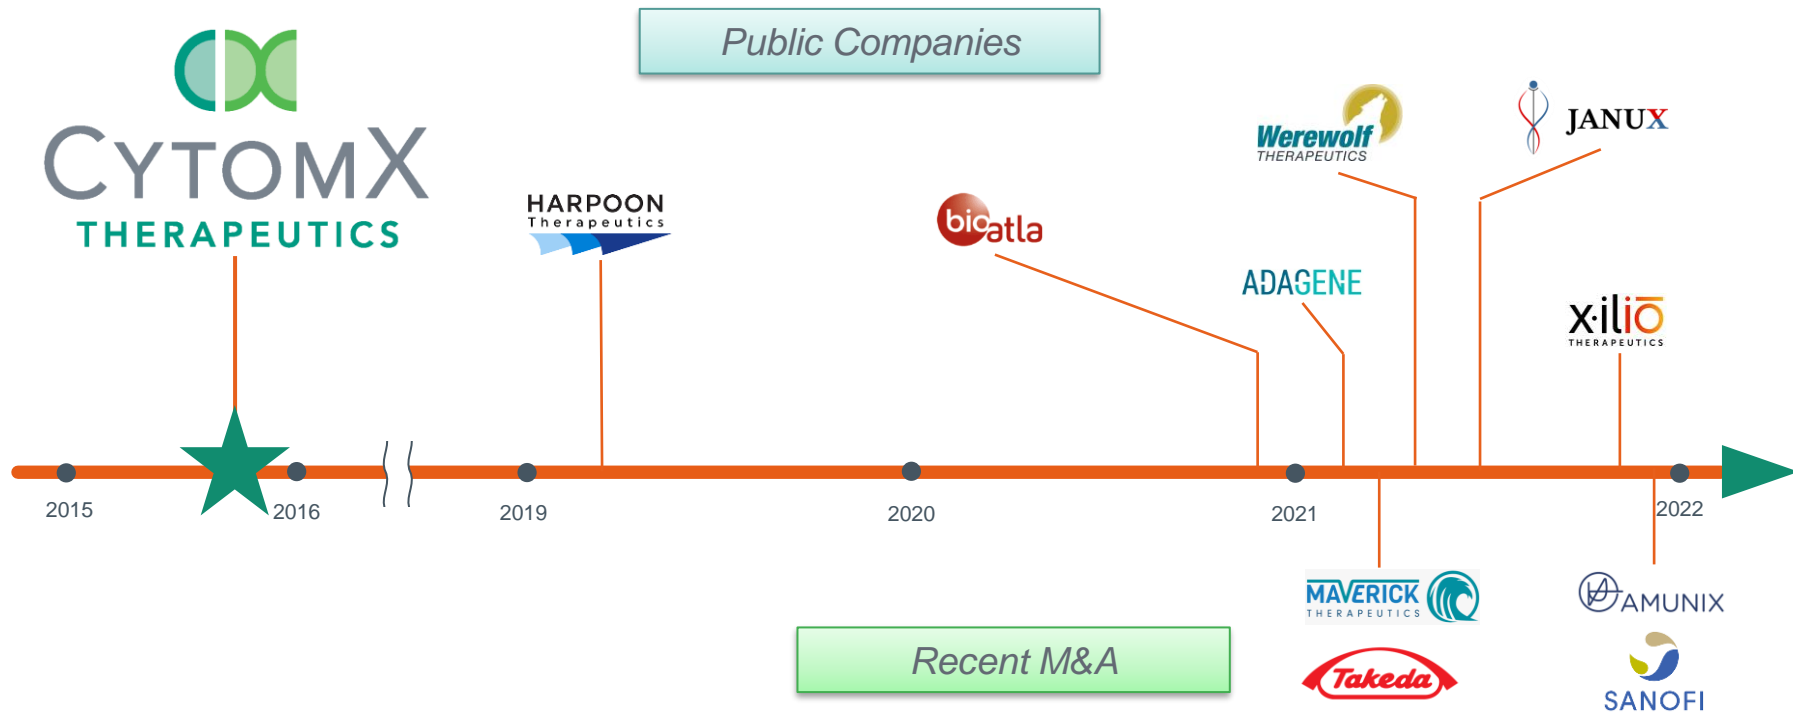 Public Companies
CYTOMX
THERAPEUTICS
HARPOON
Therapeutics
bioatla
ADAGENE
Werewolf
THERAPEUTICS
JANUX
x·ilio
THERAPEUTICS
2015
2016
2019
2020
2021
2022
Recent M&A
MAVERICK
THERAPEUTICS
Takeda
AMUNIX
SANOFI